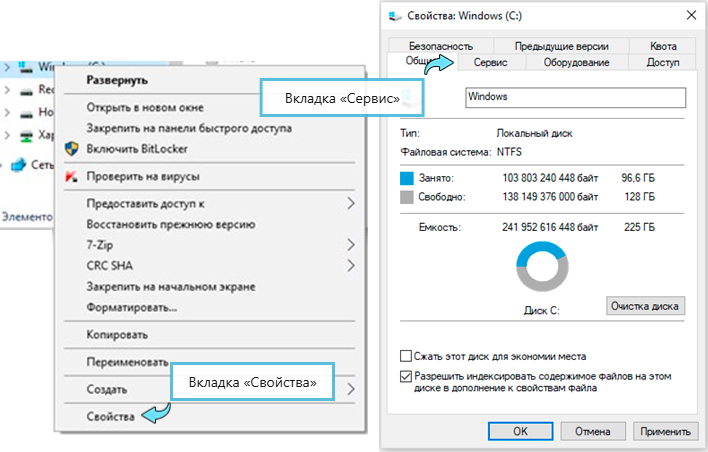 Windows (C:)
Rec
Но
Хар
Сеть
Элементо
Развернуть
Открыть в новом окне
Закрепить на панели быстрого доступа
Включить BitLocker
Проверить на вирусы
Предоставить доступ к
Восстановить прежнюю версию
7-Zip
CRC SHA
Закрепить на начальном экране
Форматировать...
Копировать
Переименовать
Создать
Свойства
Вкладка «Сервис»
Вкладка «Свойства»
Свойства: Windows (C:)
Безопасность Предыдущие версии Квота
Общие Сервис Оборудование Доступ
Windows
Тип: Локальный диск
Файловая система: NTFS
Занято: 103 803 240 448 байт 96,6 ГБ
Свободно: 138 149 376 000 байт 128 ГБ
Емкость: 241 952 616 448 байт 225 ГБ
Диск C:
Очистка диска
Сжать этот диск для экономии места
Разрешить индексировать содержимое файлов на этом
диске в дополнение к свойствам файла
OK Отмена Применить